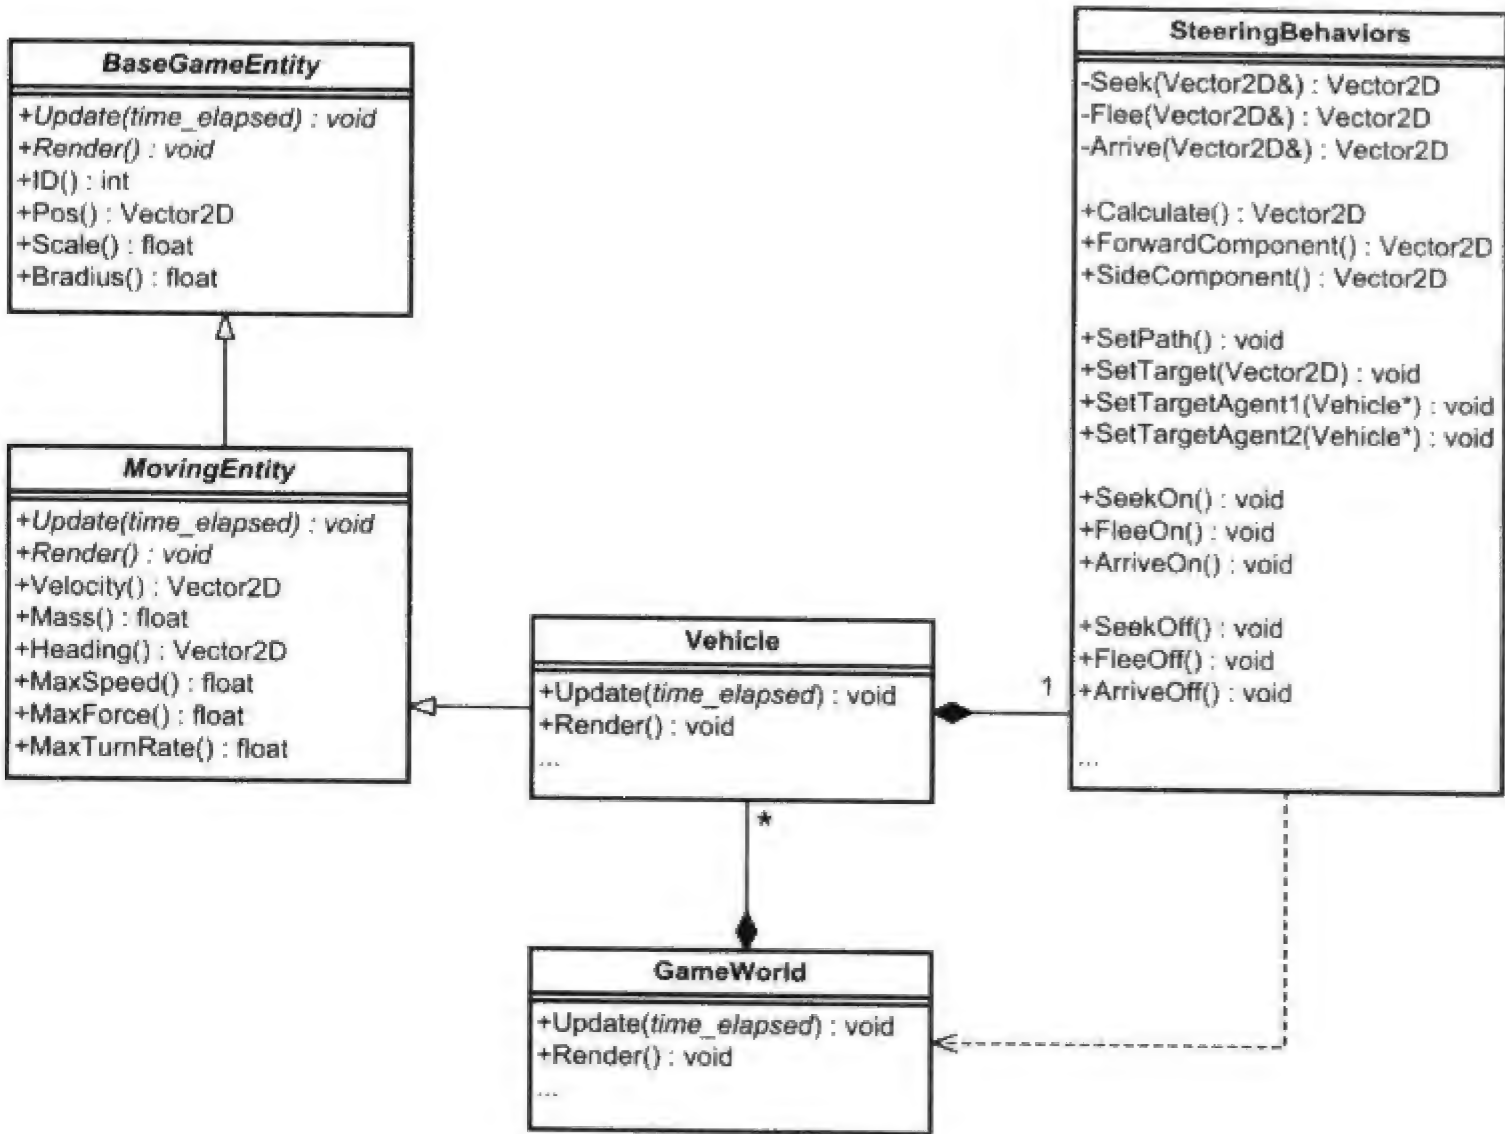 BaseGameEntity
+Update(time_elapsed) : void
+Render() : void
+ID() : int
+Pos() : Vector2D
+Scale() : float
+Bradius() : float
MovingEntity
+Update(time_elapsed) : void
+Render() : void
+Velocity() : Vector2D
+Mass() : float
+Heading() : Vector2D
+MaxSpeed() : float
+MaxForce() : float
+MaxTurnRate() : float
Vehicle
+Update(time_elapsed) : void
+Render() : void
...
1
*
GameWorld
+Update(time_elapsed) : void
+Render() : void
...
SteeringBehaviors
-Seek(Vector2D&) : Vector2D
-Flee(Vector2D&) : Vector2D
-Arrive(Vector2D&) : Vector2D
+Calculate() : Vector2D
+ForwardComponent() : Vector2D
+SideComponent() : Vector2D
+SetPath() : void
+SetTarget(Vector2D) : void
+SetTargetAgent1(Vehicle*) : void
+SetTargetAgent2(Vehicle*) : void
+SeekOn() : void
+FleeOn() : void
+ArriveOn() : void
+SeekOff() : void
+FleeOff() : void
+ArriveOff() : void
...